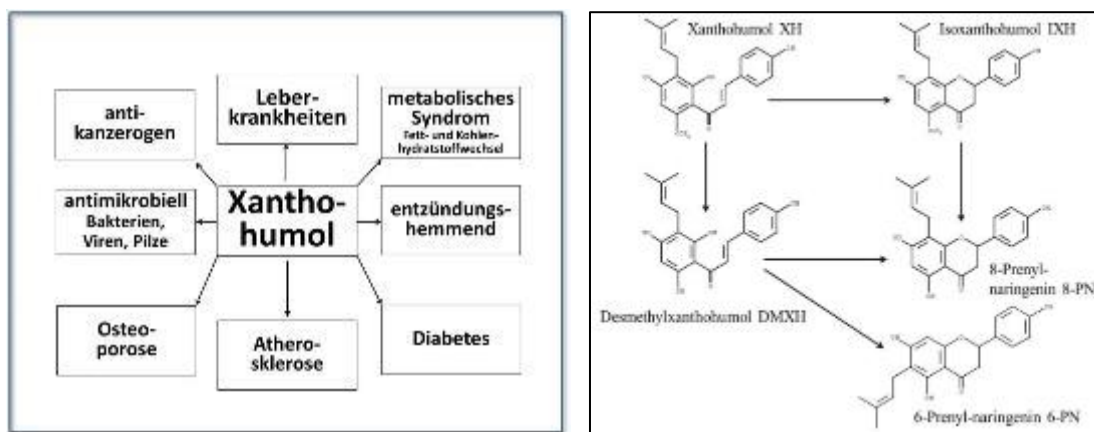 anti-
kanzerogen
Leber-
krankheiten
metabolisches
Syndrom
Fett- und Kohlen-
hydratstoffwechsel
antimikrobiell
Bakterien,
Viren, Pilze
Xantho-
humol
entzündungs-
hemmend
Osteo-
porose
Athero-
sklerose
Diabetes
Xanthohumol XH
Isoxanthohumol IXH
Desmethylxanthohumol DMXH
8-Prenyl-
naringenin 8-PN
6-Prenyl-naringenin 6-PN